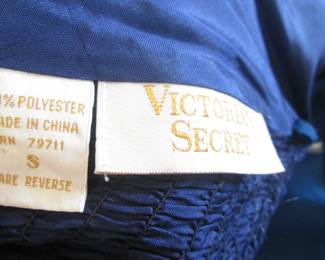 % POLYESTER
ADE IN CHINA
RN 79711
S
ARE REVERSE
VICTORIA'S
SECRET